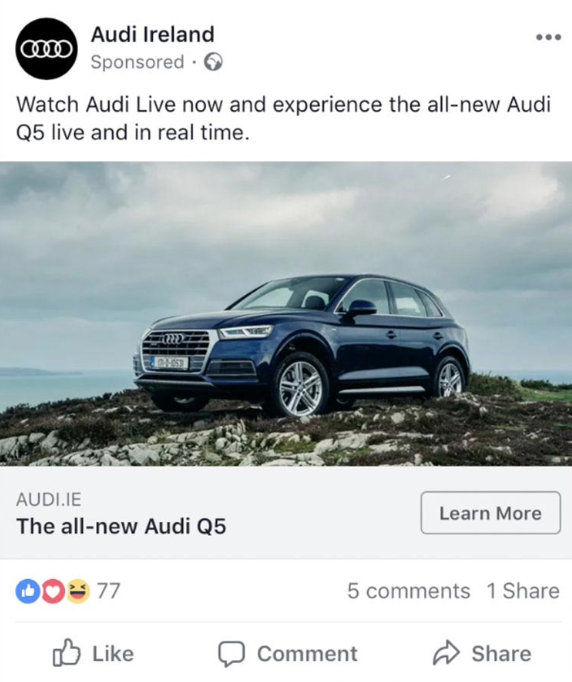 Audi Ireland
Sponsored ·
Watch Audi Live now and experience the all-new Audi
Q5 live and in real time.
AUDI.IE
The all-new Audi Q5
Learn More
77
5 comments 1 Share
Like Comment Share